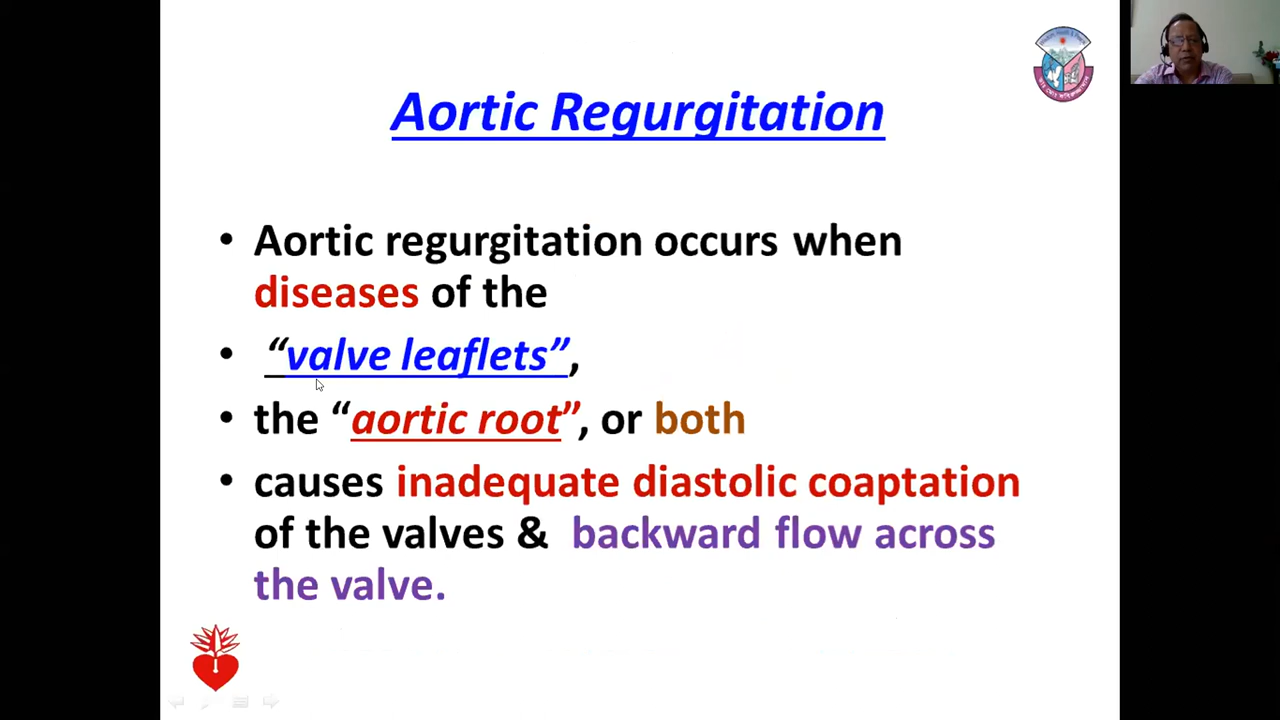 Aortic Regurgitation
• Aortic regurgitation occurs when
diseases of the
• “valve leaflets”,
• the “aortic root”, or both
• causes inadequate diastolic coaptation
of the valves & backward flow across
the valve.